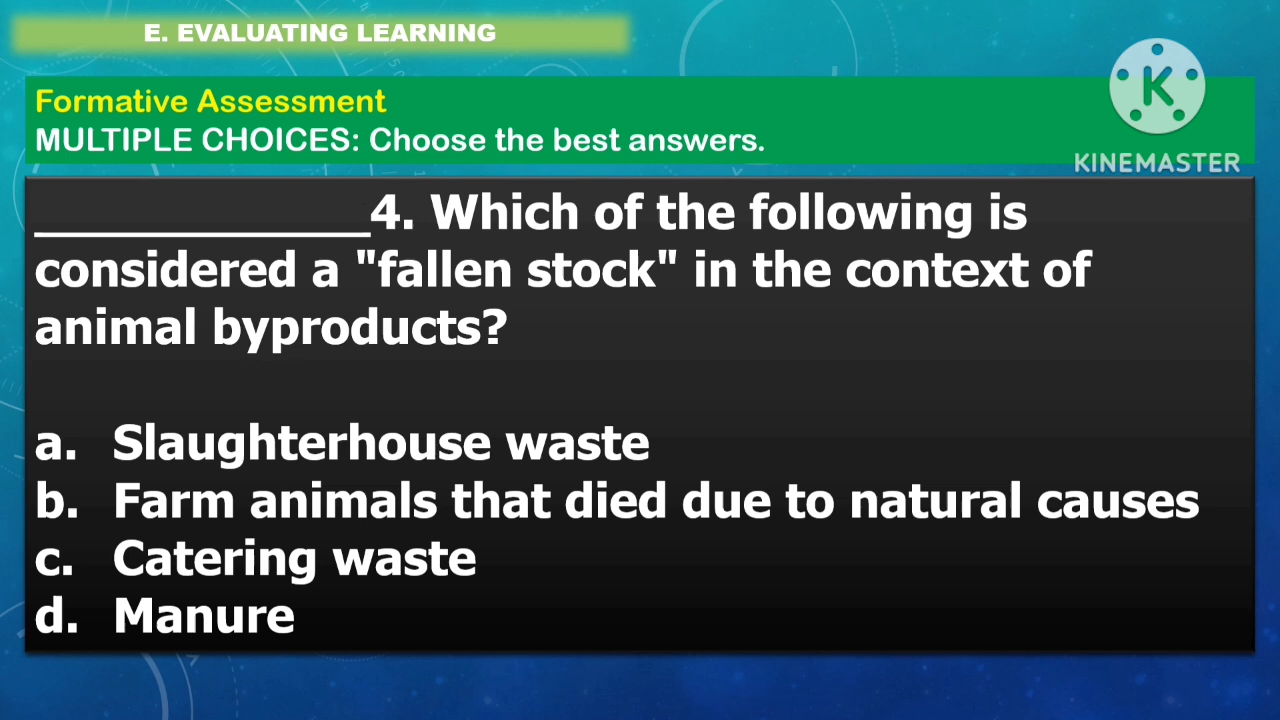 E. EVALUATING LEARNING
Formative Assessment
MULTIPLE CHOICES: Choose the best answers.
K
KINEMASTER
______________4. Which of the following is
considered a "fallen stock" in the context of
animal byproducts?
a. Slaughterhouse waste
b. Farm animals that died due to natural causes
c. Catering waste
d. Manure